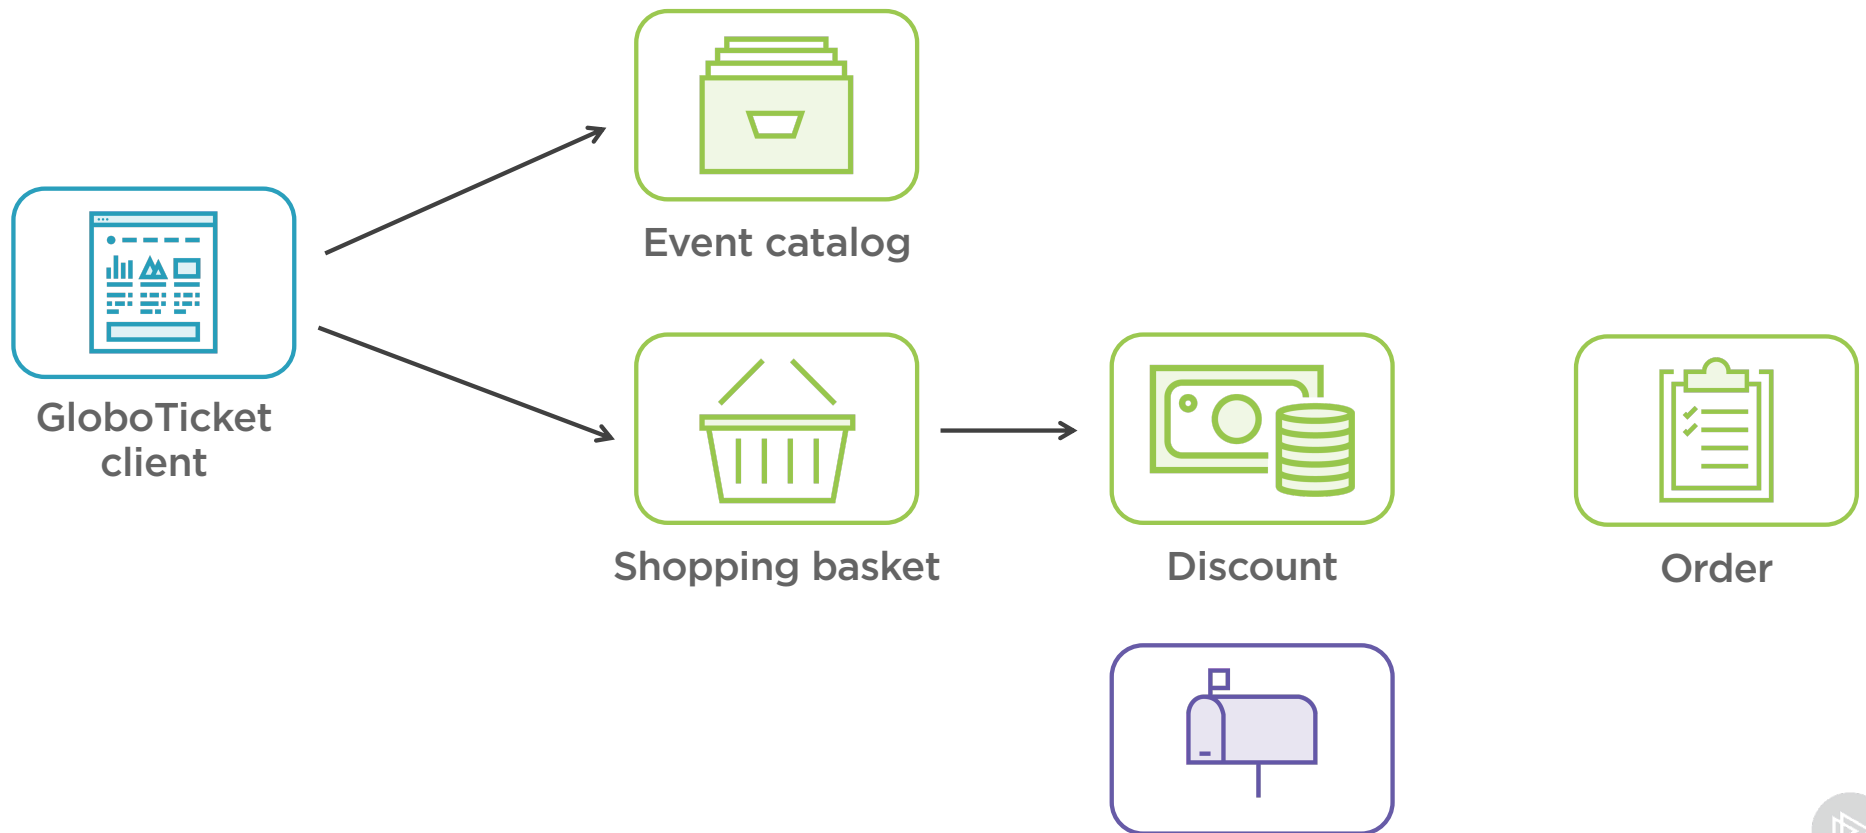 Event catalog
GloboTicket
client
Shopping basket
Discount
Order